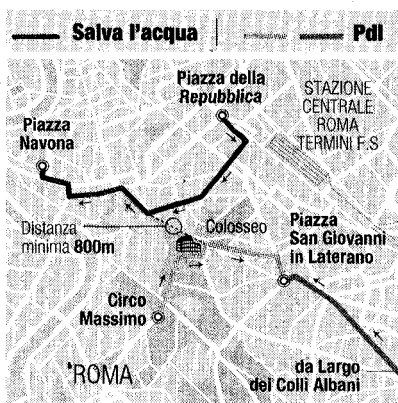 Salva l'acqua
Pdl
Piazza della
Repubblica
STAZIONE
CENTRALE
ROMA
TERMINI F.S
Piazza
Navona
Distanza
minima 800m
Colosseo
Piazza
San Giovanni
in Laterano
Circo
Massimo
ROMA
da Largo
dei Colli Albani